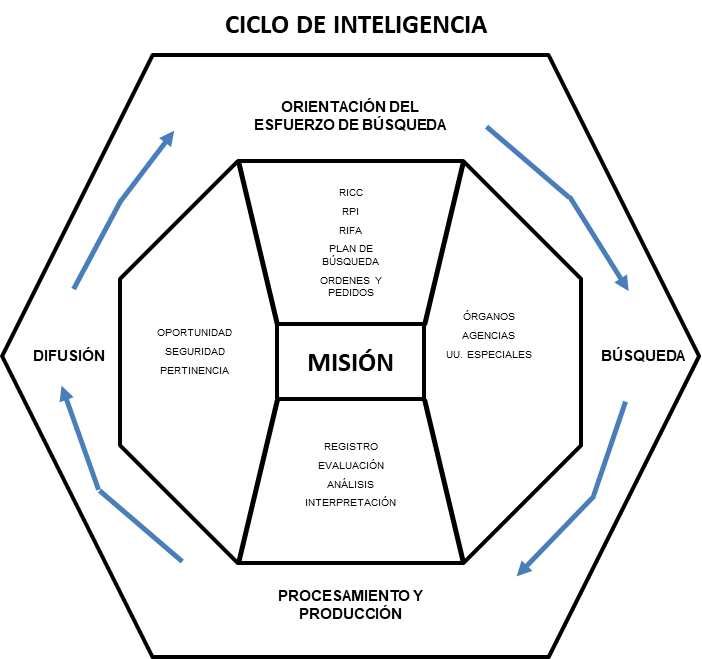 CICLO DE INTELIGENCIA
ORIENTACIÓN DEL
ESFUERZO DE BÚSQUEDA
RICC
RPI
RIFA
PLAN DE
BÚSQUEDA
ORDENES Y
PEDIDOS
OPORTUNIDAD
SEGURIDAD
PERTINENCIA
ÓRGANOS
AGENCIAS
UU. ESPECIALES
DIFUSIÓN
MISIÓN
BÚSQUEDA
REGISTRO
EVALUACIÓN
ANÁLISIS
INTERPRETACIÓN
PROCESAMIENTO Y
PRODUCCIÓN